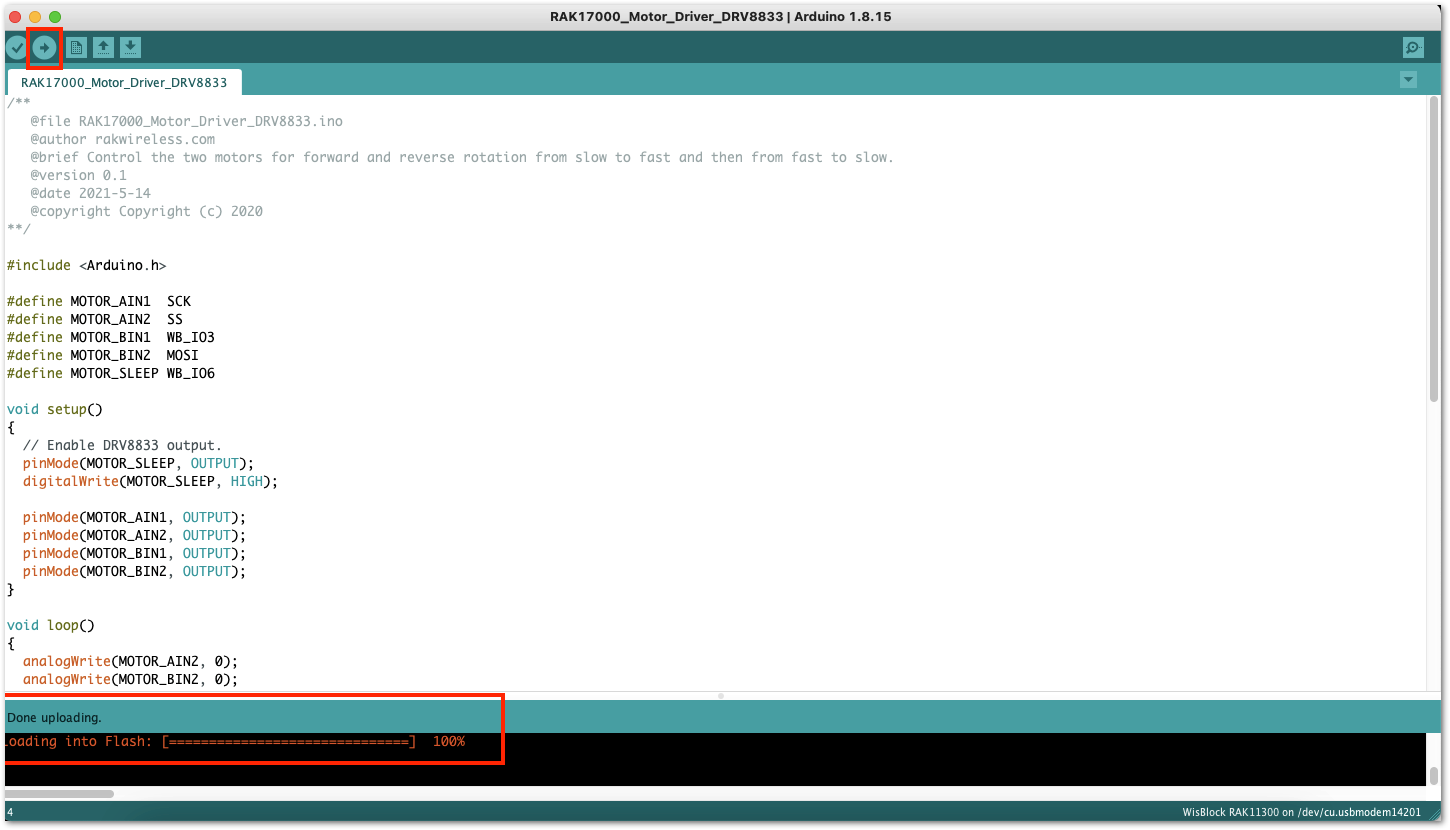 RAK17000_Motor_Driver_DRV8833 | Arduino 1.8.15
RAK17000_Motor_Driver_DRV8833
/**
   @file RAK17000_Motor_Driver_DRV8833.ino
   @author rakwireless.com
   @brief Control the two motors for forward and reverse rotation from slow to fast and then from fast to slow.
   @version 0.1
   @date 2021-5-14
   @copyright Copyright (c) 2020
**/
#include <Arduino.h>
#define MOTOR_AIN1  SCK
#define MOTOR_AIN2  SS
#define MOTOR_BIN1  WB_IO3
#define MOTOR_BIN2  MOSI
#define MOTOR_SLEEP WB_IO6
void setup()
{
  // Enable DRV8833 output.
  pinMode(MOTOR_SLEEP, OUTPUT);
  digitalWrite(MOTOR_SLEEP, HIGH);
  pinMode(MOTOR_AIN1, OUTPUT);
  pinMode(MOTOR_AIN2, OUTPUT);
  pinMode(MOTOR_BIN1, OUTPUT);
  pinMode(MOTOR_BIN2, OUTPUT);
}
void loop()
{
  analogWrite(MOTOR_AIN2, 0);
  analogWrite(MOTOR_BIN2, 0);
Done uploading.
oading into Flash: [==============================]  100%
4
WisBlock RAK11300 on /dev/cu.usbmodem14201